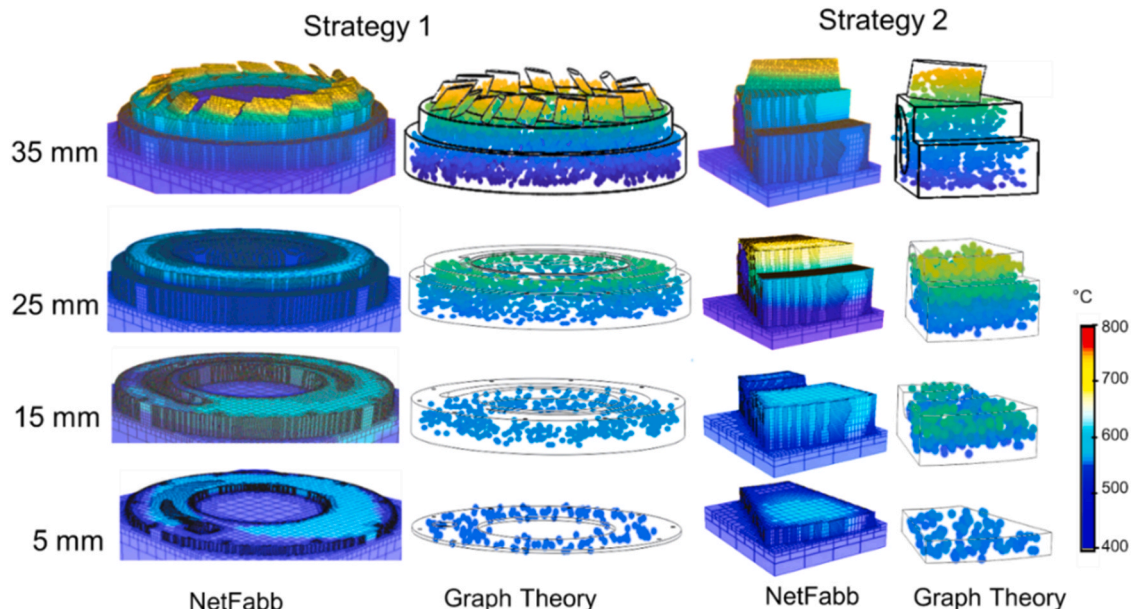 Strategy 1
Strategy 2
35 mm
25 mm
°C
800
700
15 mm
600
500
5 mm
400
NetFabb
Graph Theory
NetFabb
Graph Theory